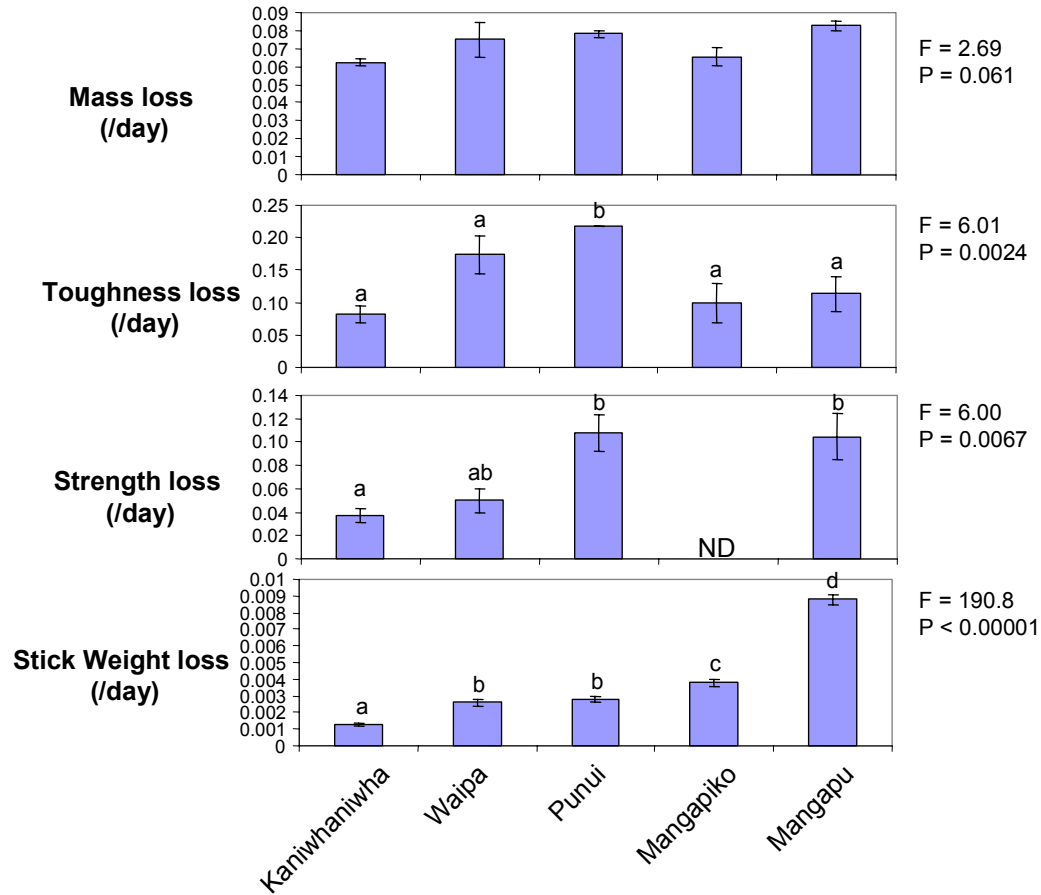 0.09
0.08
0.07
0.06
0.05
0.04
0.03
0.02
0.01
0
Mass loss
(/day)
F = 2.69
P = 0.061
0.25
0.20
0.15
0.10
0.05
0
Toughness loss
(/day)
a
a
b
a
a
F = 6.01
P = 0.0024
0.14
0.12
0.10
0.08
0.06
0.04
0.02
0
Strength loss
(/day)
a
ab
b
ND
b
F = 6.00
P = 0.0067
0.01
0.009
0.008
0.007
0.006
0.005
0.004
0.003
0.002
0.001
0
Stick Weight loss
(/day)
a
b
b
c
d
F = 190.8
P < 0.00001
Kaniwhaniwha
Waipa
Punui
Mangapiko
Mangapu